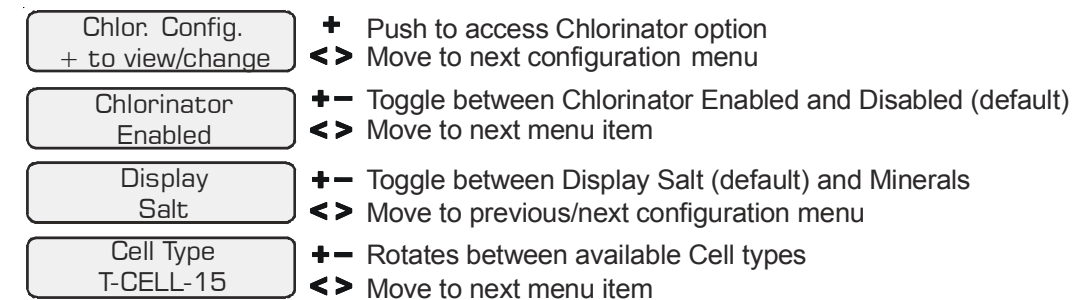 Chlor. Config.
+ to view/change
+ Push to access Chlorinator option
< > Move to next configuration menu
Chlorinator
Enabled
+− Toggle between Chlorinator Enabled and Disabled (default)
< > Move to next menu item
Display
Salt
+− Toggle between Display Salt (default) and Minerals
< > Move to previous/next configuration menu
Cell Type
T-CELL-15
+− Rotates between available Cell types
< > Move to next menu item